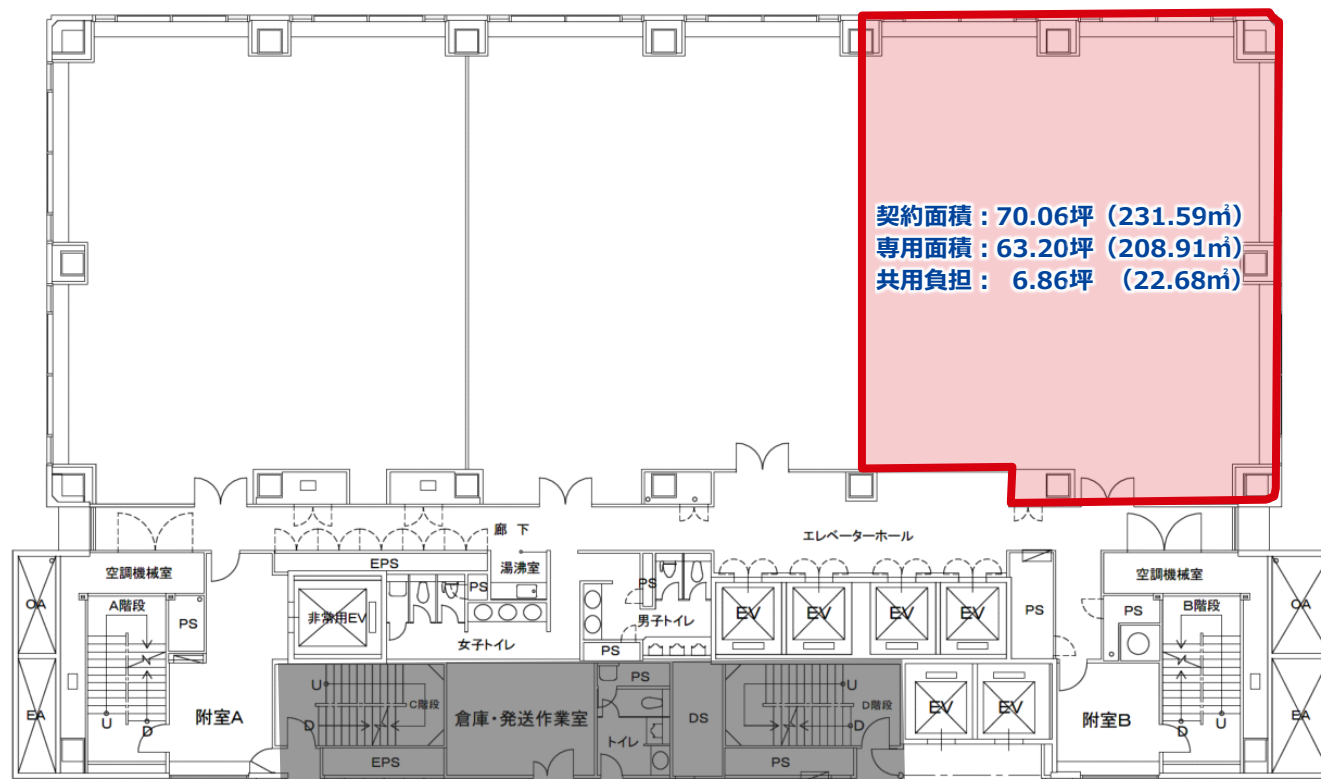 契約面積：70.06坪（231.59㎡）
専用面積：63.20坪（208.91㎡）
共用負担： 6.86坪 （22.68㎡）
廊 下
エレベーターホール
EPS
湯沸室
空調機械室
空調機械室
OA
A階段
PS
非常用EV
PS
女子トイレ
PS
男子トイレ
PS
EV
EV
EV
EV
PS
PS
B階段
OA
EA
U
D
附室A
U
D
C階段
EPS
倉庫・発送作業室
PS
トイレ
DS
U
D階段
D
PS
EV
EV
附室B
D
U
EA